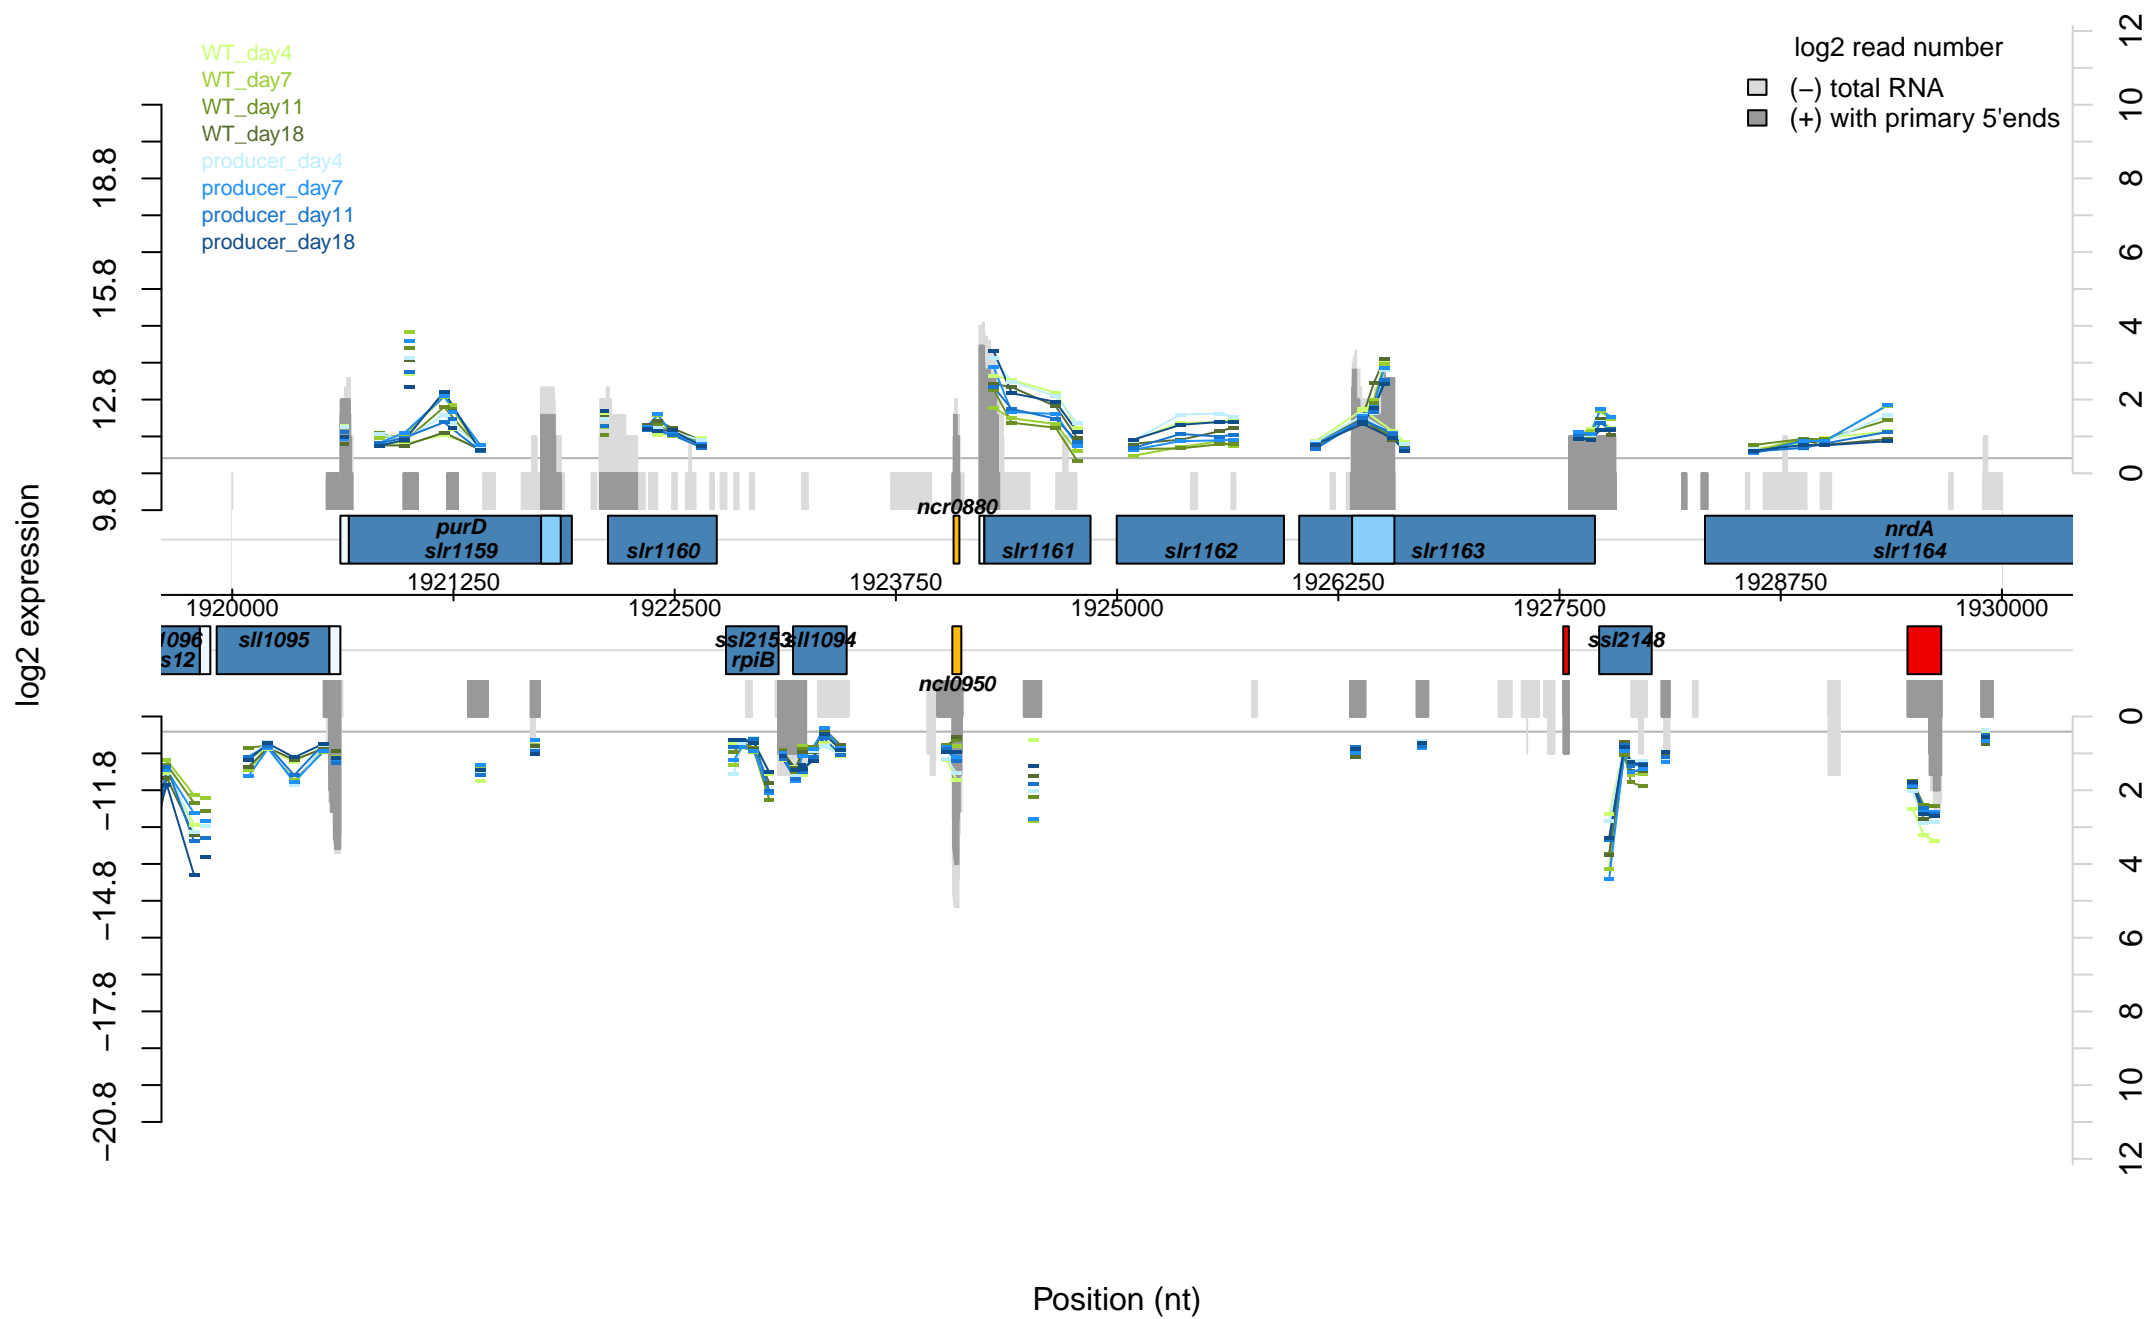 12
log2 read number
WT_day4
WT_day7
(−) total RNA
10
WT_day11
(+) with primary 5'ends
WT_day18
producer_day4
18.8
8
producer_day7
producer_day11
producer_day18
6
15.8
4
12.8
2
0
9.8
ncr0880
purD
slr1159
slr1160
slr1161
slr1162
slr1163
nrdA
slr1164
1921250
1923750
1926250
1928750
1920000
1922500
1925000
1927500
1930000
log2 expression
1096
s12
sll1095
ssl2153
rpiB
sll1094
ssl2148
ncl0950
0
−11.8
2
−14.8
4
6
−17.8
8
−20.8
10
12
Position (nt)